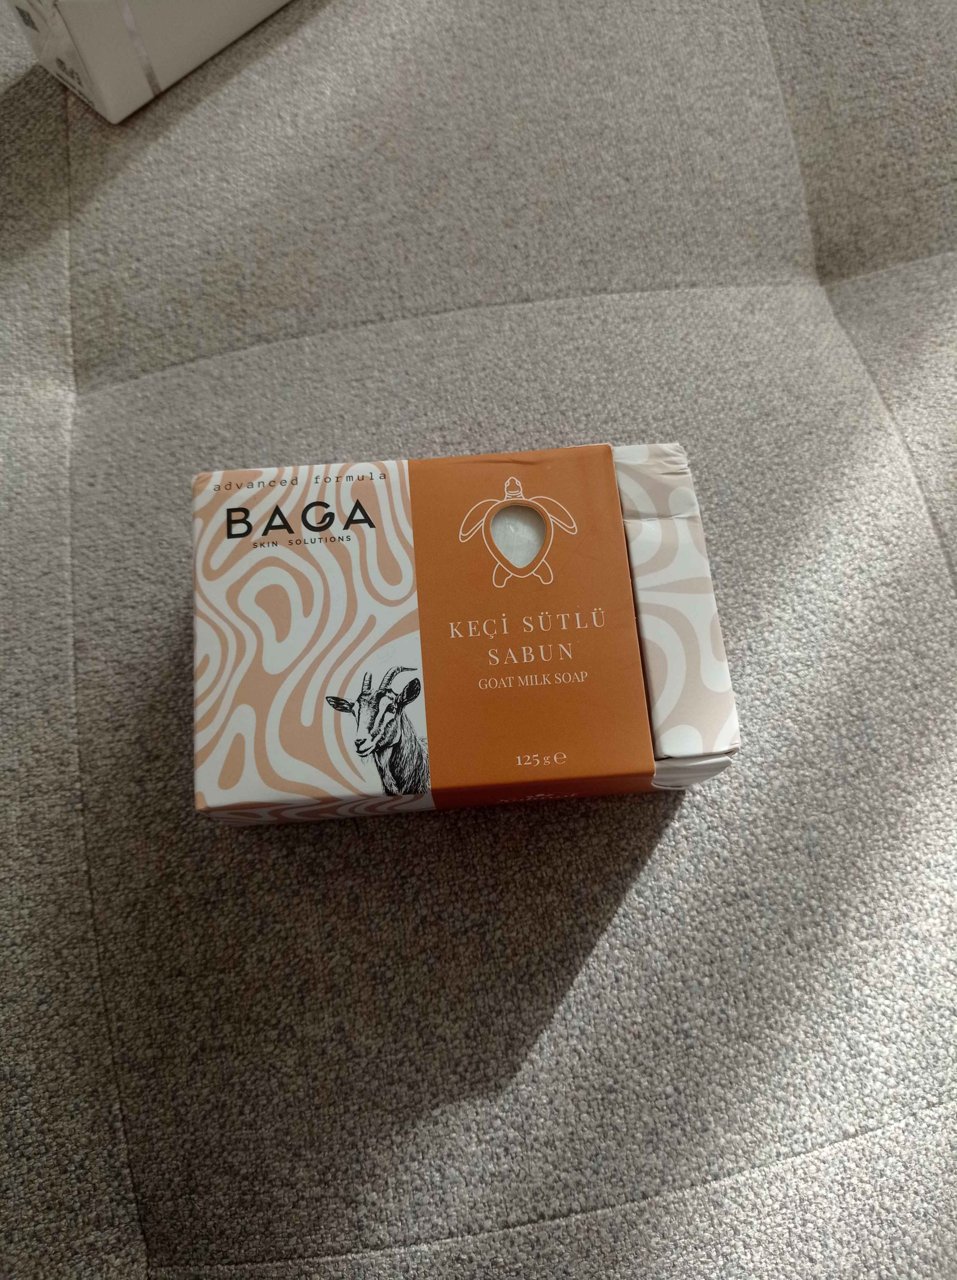 advanced formula
BAGA
SKIN SOLUTIONS
KEÇİ SÜTLÜ
SABUN
GOAT MILK SOAP
125 g ℮